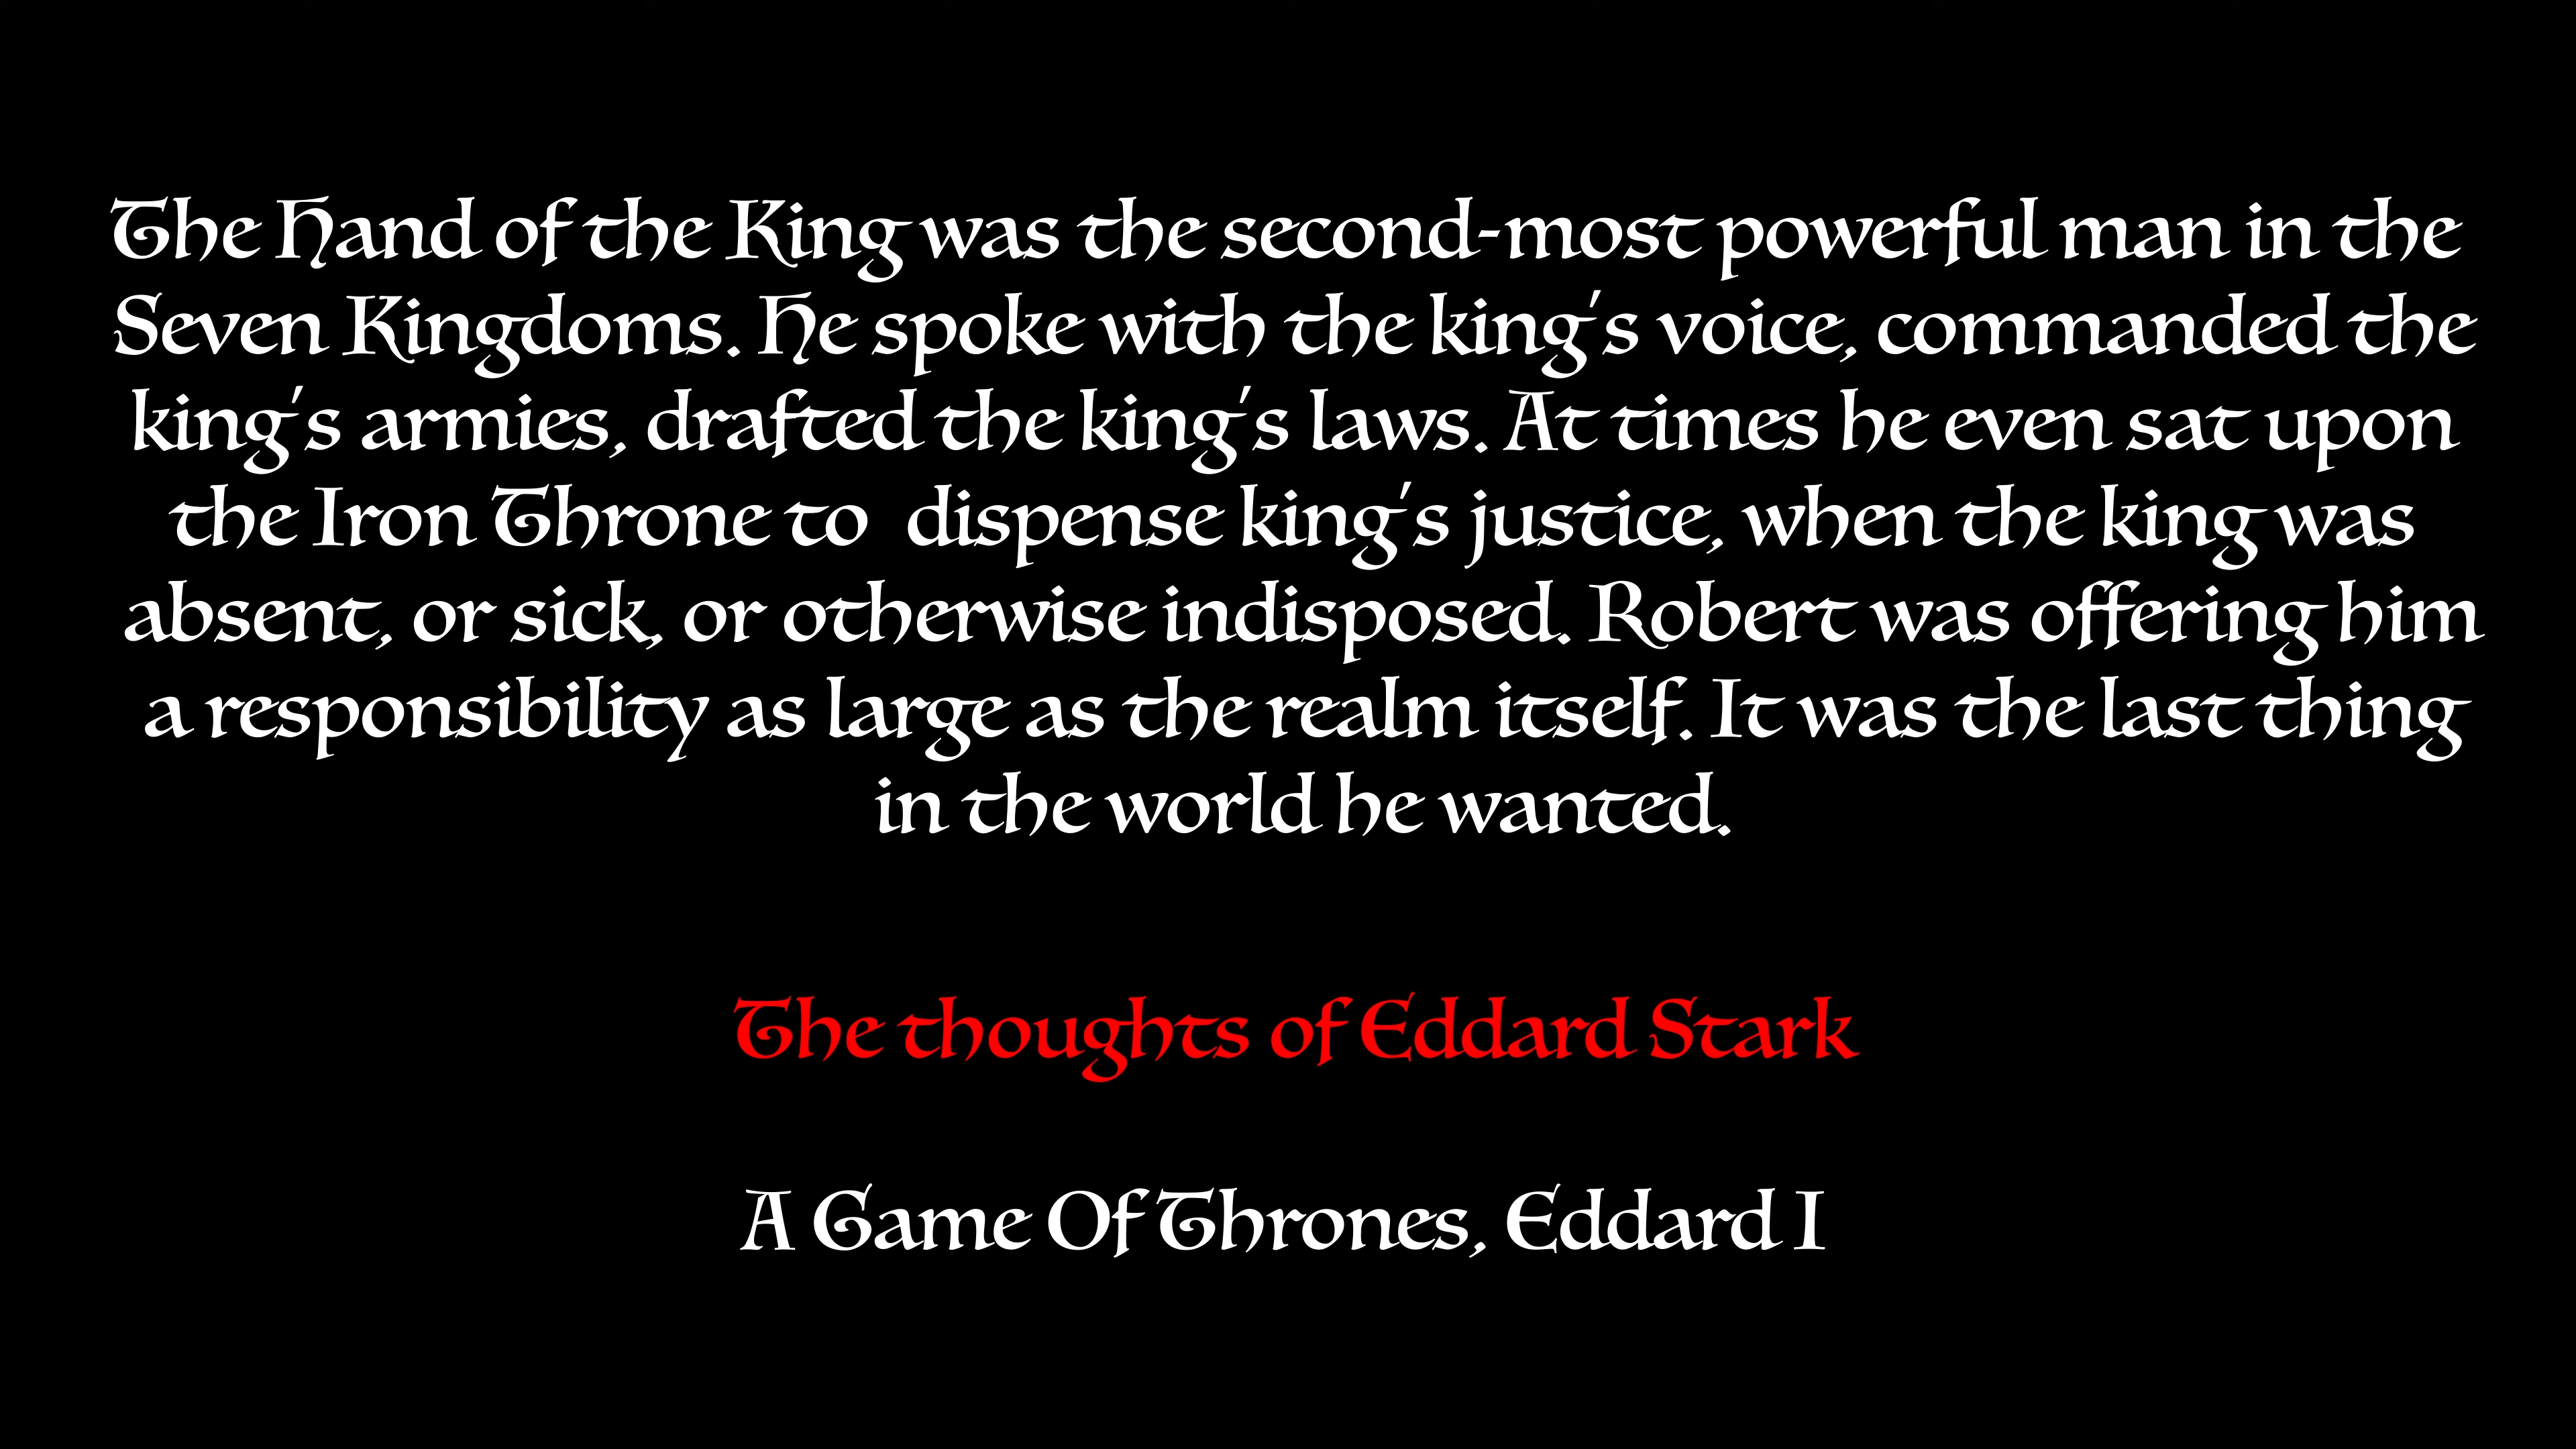 The Hand of the King was the second-most powerful man in the
Seven Kingdoms. He spoke with the king's voice, commanded the
king's armies, drafted the king's laws. At times he even sat upon
the Iron Throne to  dispense king's justice, when the king was
absent, or sick, or otherwise indisposed. Robert was offering him
a responsibility as large as the realm itself. It was the last thing
in the world he wanted.
The thoughts of Eddard Stark
A Game Of Thrones, Eddard I